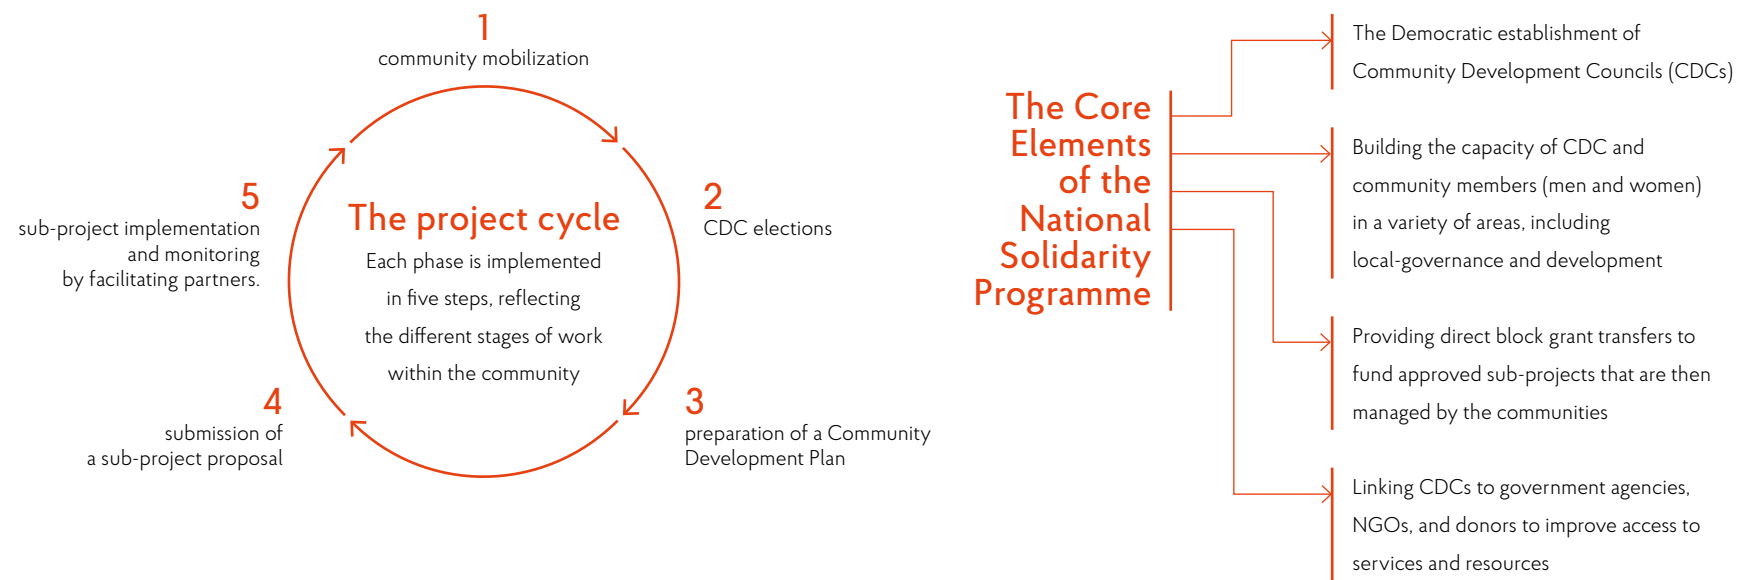 1
community mobilization
2
CDC elections
3
preparation of a Community
Development Plan
4
submission of
a sub-project proposal
5
sub-project implementation
and monitoring
by facilitating partners.
The project cycle
Each phase is implemented
in five steps, reflecting
the different stages of work
within the community
The Core
Elements
of the
National
Solidarity
Programme
The Democratic establishment of
Community Development Councils (CDCs)
Building the capacity of CDC and
community members (men and women)
in a variety of areas, including
local-governance and development
Providing direct block grant transfers to
fund approved sub-projects that are then
managed by the communities
Linking CDCs to government agencies,
NGOs, and donors to improve access to
services and resources